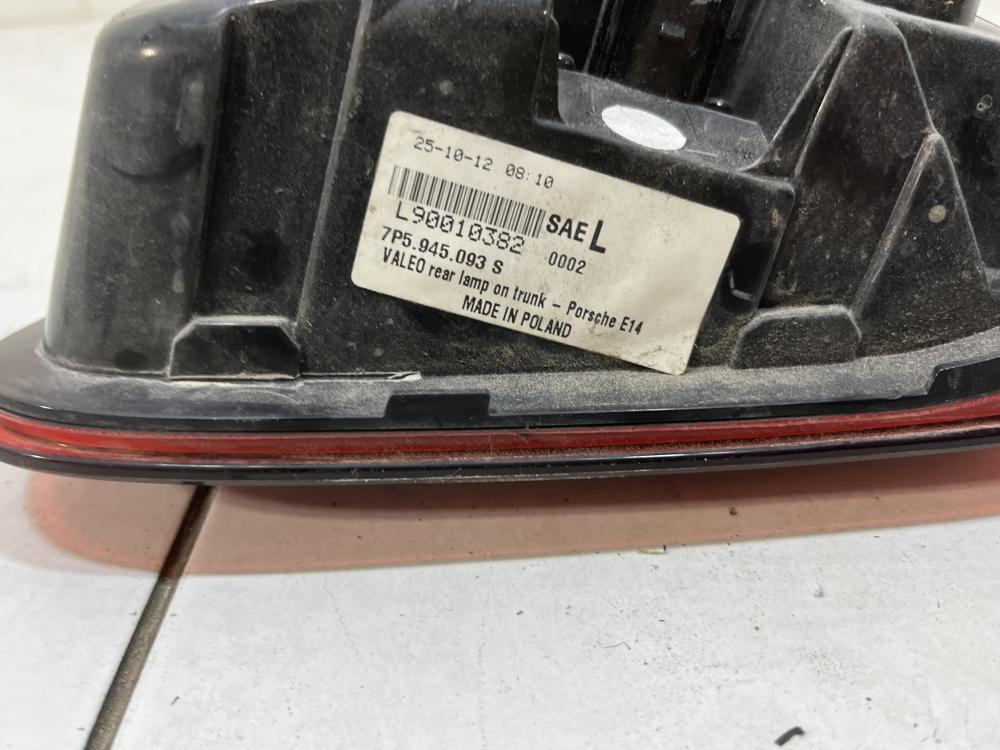 25-10-12 08:10
SAE L
L90010382 0002
7P5.945.093 S
VALEO rear lamp on trunk - Porsche E14
MADE IN POLAND